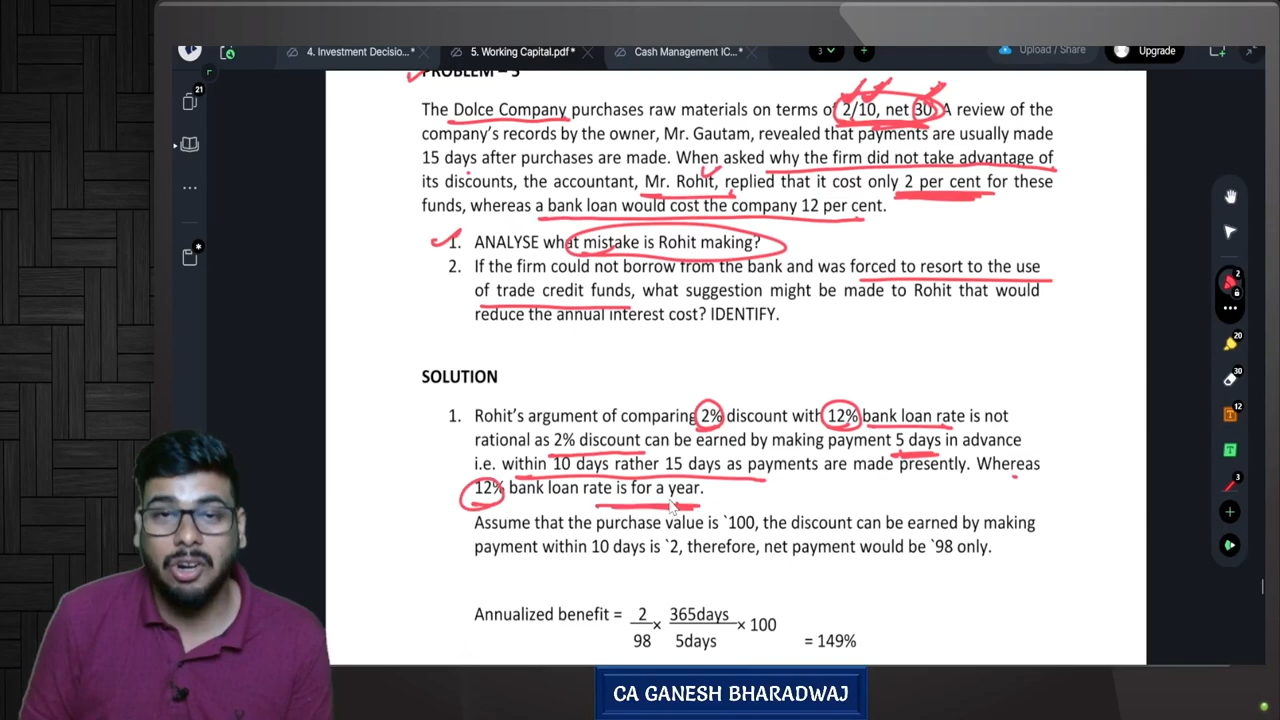 4. Investment Decisio...*
5. Working Capital.pdf*
Cash Management IC...*
3
Upload / Share
Upgrade
21
PROBLEM – 5
The Dolce Company purchases raw materials on terms of 2/10, net 30. A review of the
company's records by the owner, Mr. Gautam, revealed that payments are usually made
15 days after purchases are made. When asked why the firm did not take advantage of
its discounts, the accountant, Mr. Rohit, replied that it cost only 2 per cent for these
funds, whereas a bank loan would cost the company 12 per cent.
1. ANALYSE what mistake is Rohit making?
2. If the firm could not borrow from the bank and was forced to resort to the use
of trade credit funds, what suggestion might be made to Rohit that would
reduce the annual interest cost? IDENTIFY.
SOLUTION
1. Rohit's argument of comparing 2% discount with 12% bank loan rate is not
rational as 2% discount can be earned by making payment 5 days in advance
i.e. within 10 days rather 15 days as payments are made presently. Whereas
12% bank loan rate is for a year.
Assume that the purchase value is `100, the discount can be earned by making
payment within 10 days is `2, therefore, net payment would be `98 only.
Annualized benefit = 2/98 × 365days/5days × 100 = 149%
2
20
30
12
T
T
3
CA GANESH BHARADWAJ